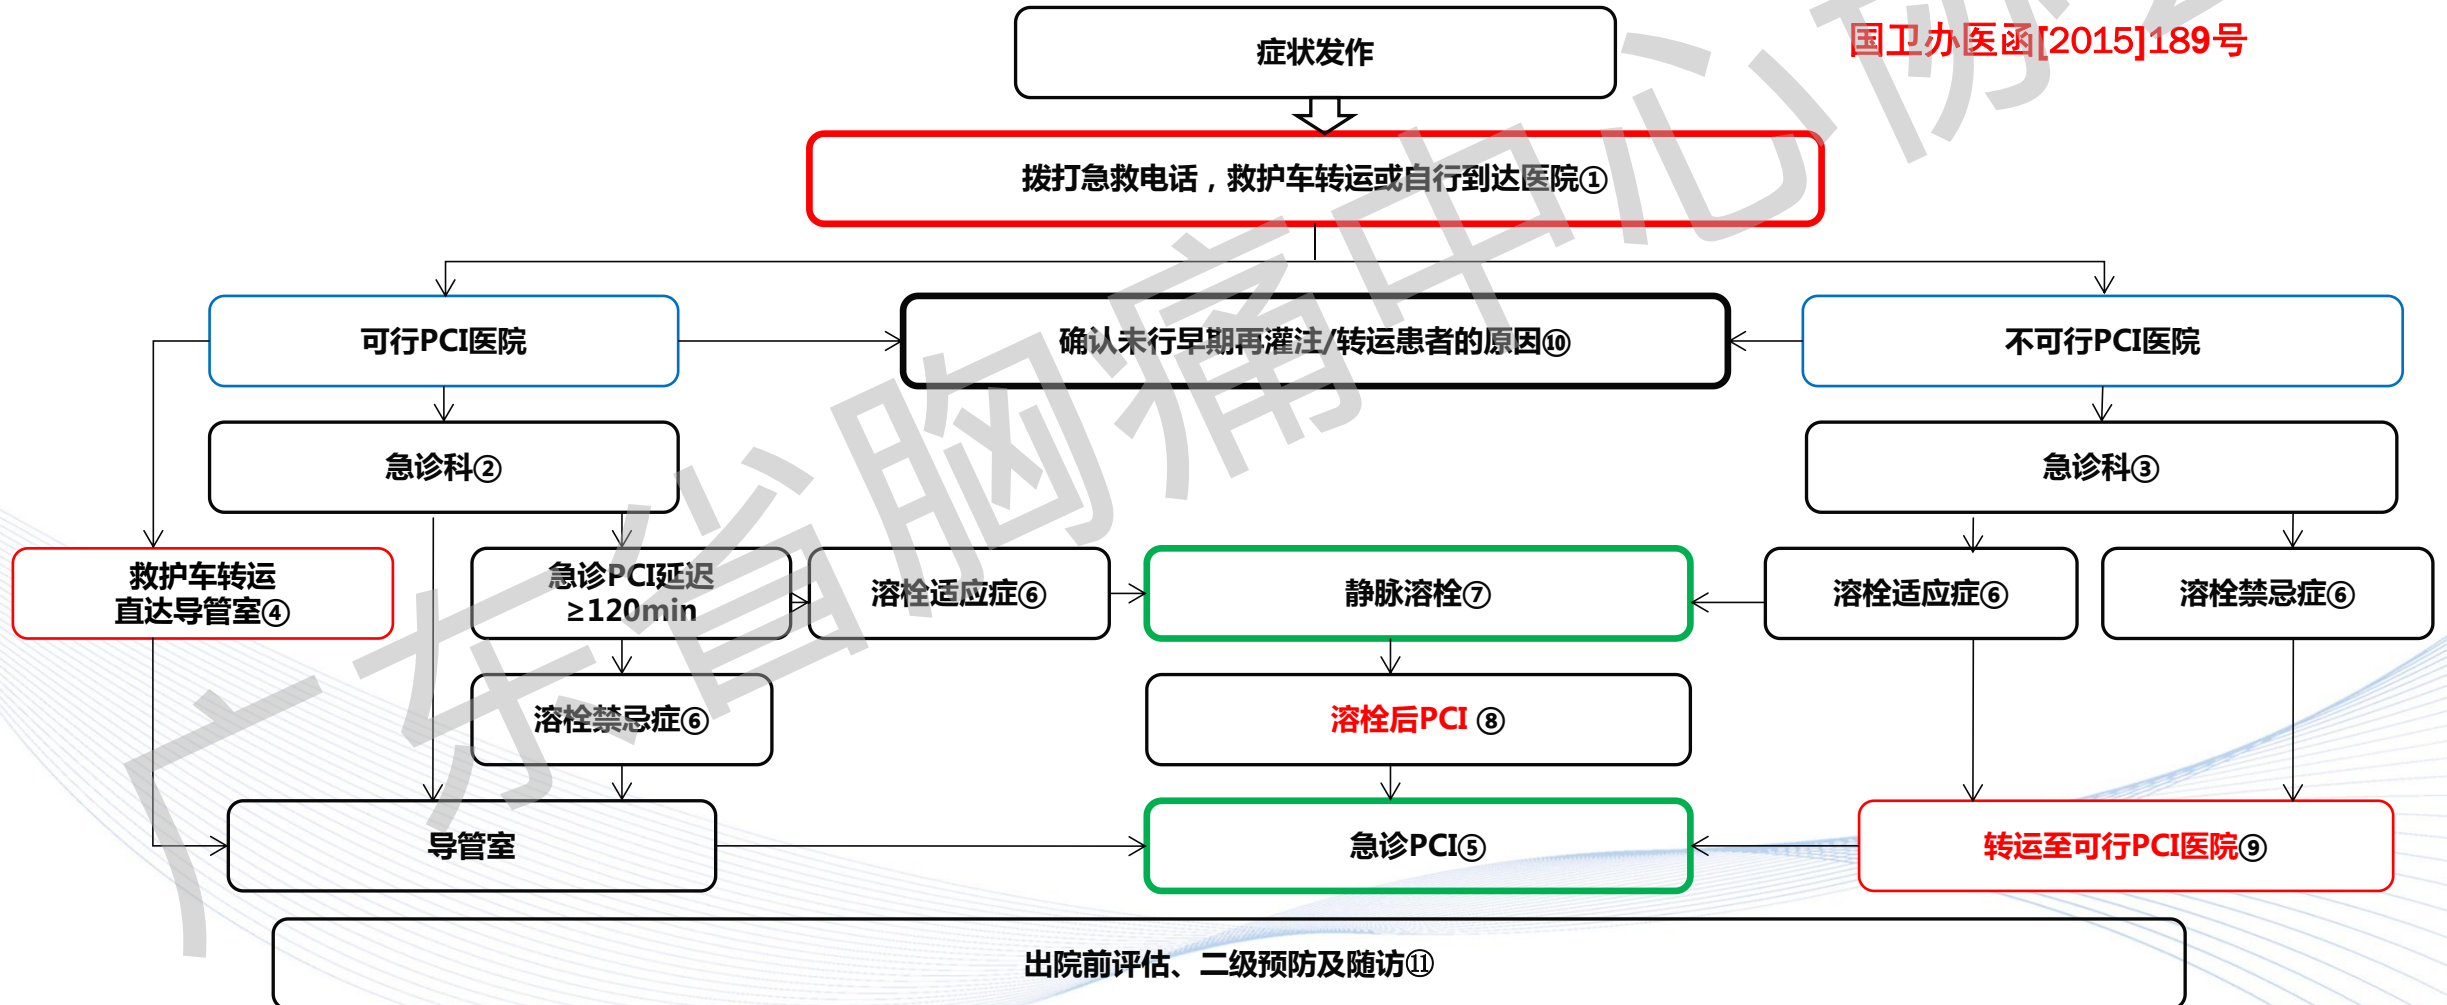 症状发作
国卫办医函[2015]189号
拨打急救电话，救护车转运或自行到达医院①
可行PCI医院
确认未行早期再灌注/转运患者的原因⑩
不可行PCI医院
急诊科②
急诊科③
救护车转运
直达导管室④
急诊PCI延迟
≥120min
溶栓适应症⑥
静脉溶栓⑦
溶栓适应症⑥
溶栓禁忌症⑥
溶栓禁忌症⑥
溶栓后PCI ⑧
导管室
急诊PCI⑤
转运至可行PCI医院⑨
出院前评估、二级预防及随访⑪
广东省胸痛中心协